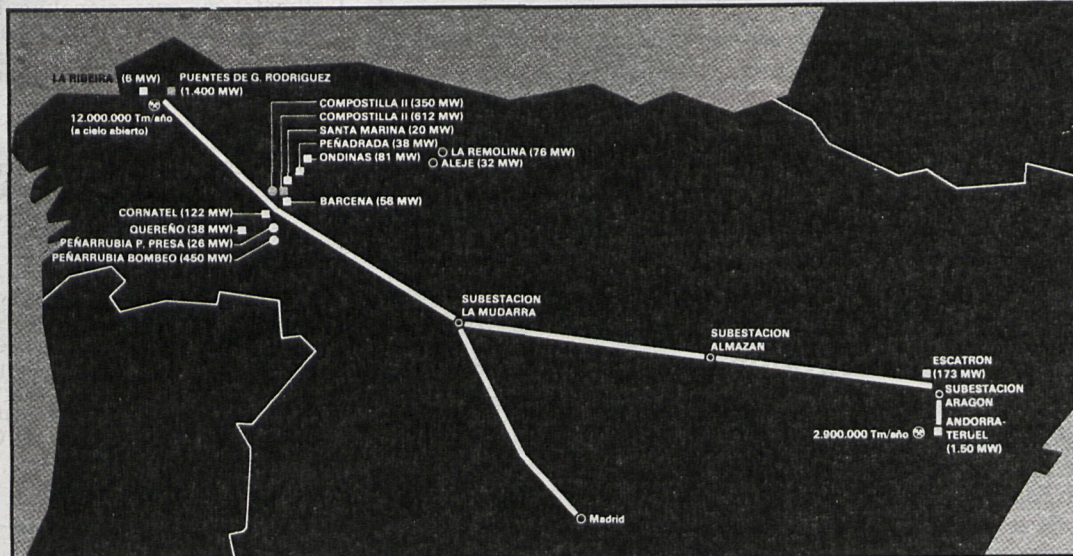 LA RIBEIRA (6 MW)
PUENTES DE G. RODRIGUEZ
(1.400 MW)
12.000.000 Tm/año
(a cielo abierto)
COMPOSTILLA II (350 MW)
COMPOSTILLA II (612 MW)
SANTA MARINA (20 MW)
PEÑADRADA (38 MW)
ONDINAS (81 MW)
LA REMOLINA (76 MW)
ALEJE (32 MW)
BARCENA (58 MW)
CORNATEL (122 MW)
QUEREÑO (38 MW)
PEÑARRUBIA P. PRESA (26 MW)
PEÑARRUBIA BOMBEO (450 MW)
SUBESTACION
LA MUDARRA
SUBESTACION
ALMAZAN
ESCATRON
(173 MW)
SUBESTACION
ARAGON
2.900.000 Tm/año
ANDORRA-
TERUEL
(1.50 MW)
Madrid